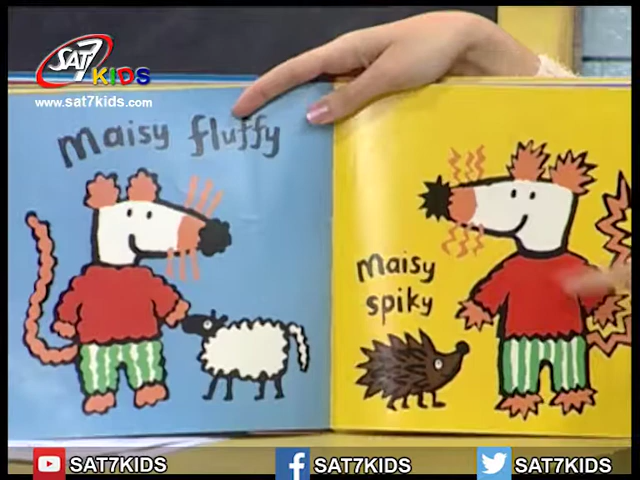 SAT7
KIDS
www.sat7kids.com
maisy fluffy
maisy
spiky
SAT7KIDS
SAT7KIDS
SAT7KIDS